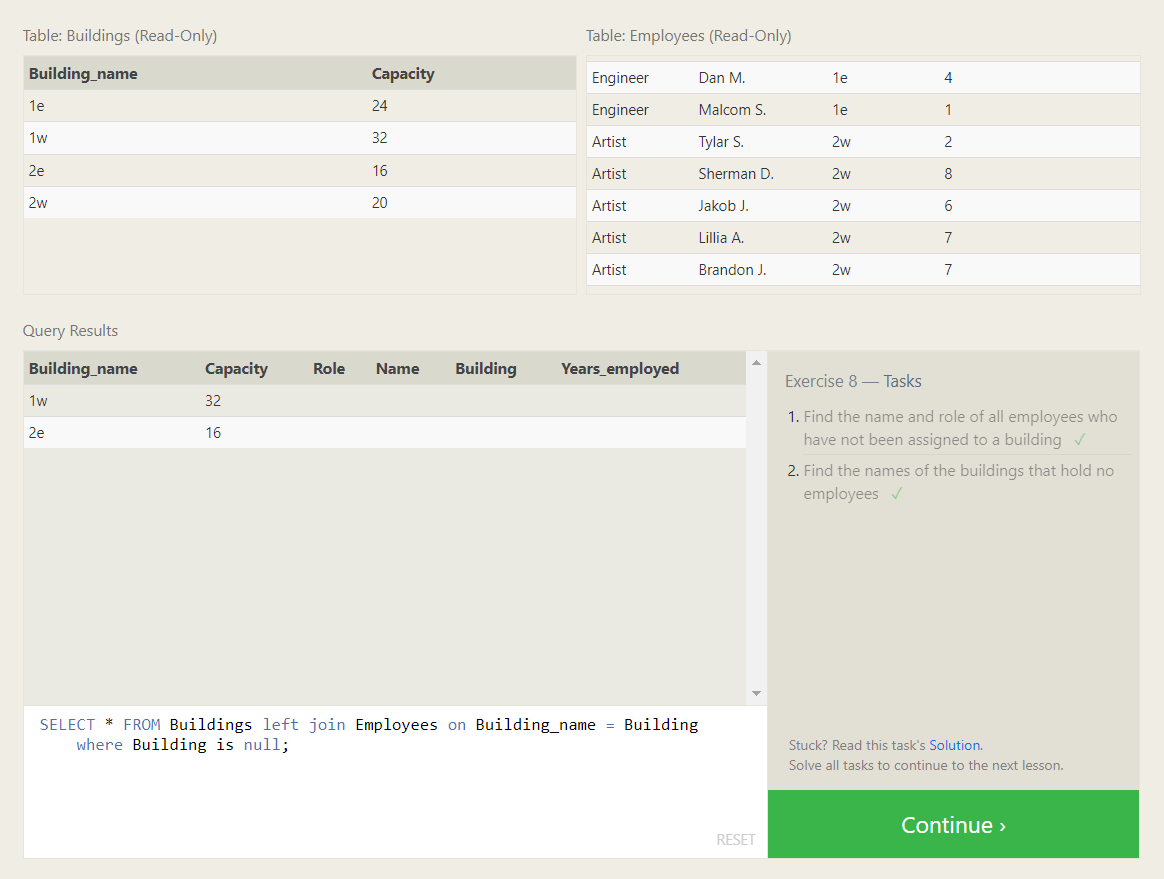 Table: Buildings (Read-Only)
Building_name Capacity
1e 24
1w 32
2e 16
2w 20
Table: Employees (Read-Only)
Engineer Dan M. 1e 4
Engineer Malcom S. 1e 1
Artist Tylar S. 2w 2
Artist Sherman D. 2w 8
Artist Jakob J. 2w 6
Artist Lillia A. 2w 7
Artist Brandon J. 2w 7
Query Results
Building_name Capacity Role Name Building Years_employed
1w 32
2e 16
SELECT * FROM Buildings left join Employees on Building_name = Building
where Building is null;
RESET
Exercise 8 — Tasks
1. Find the name and role of all employees who
have not been assigned to a building ✓
2. Find the names of the buildings that hold no
employees ✓
Stuck? Read this task's Solution.
Solve all tasks to continue to the next lesson.
Continue ›